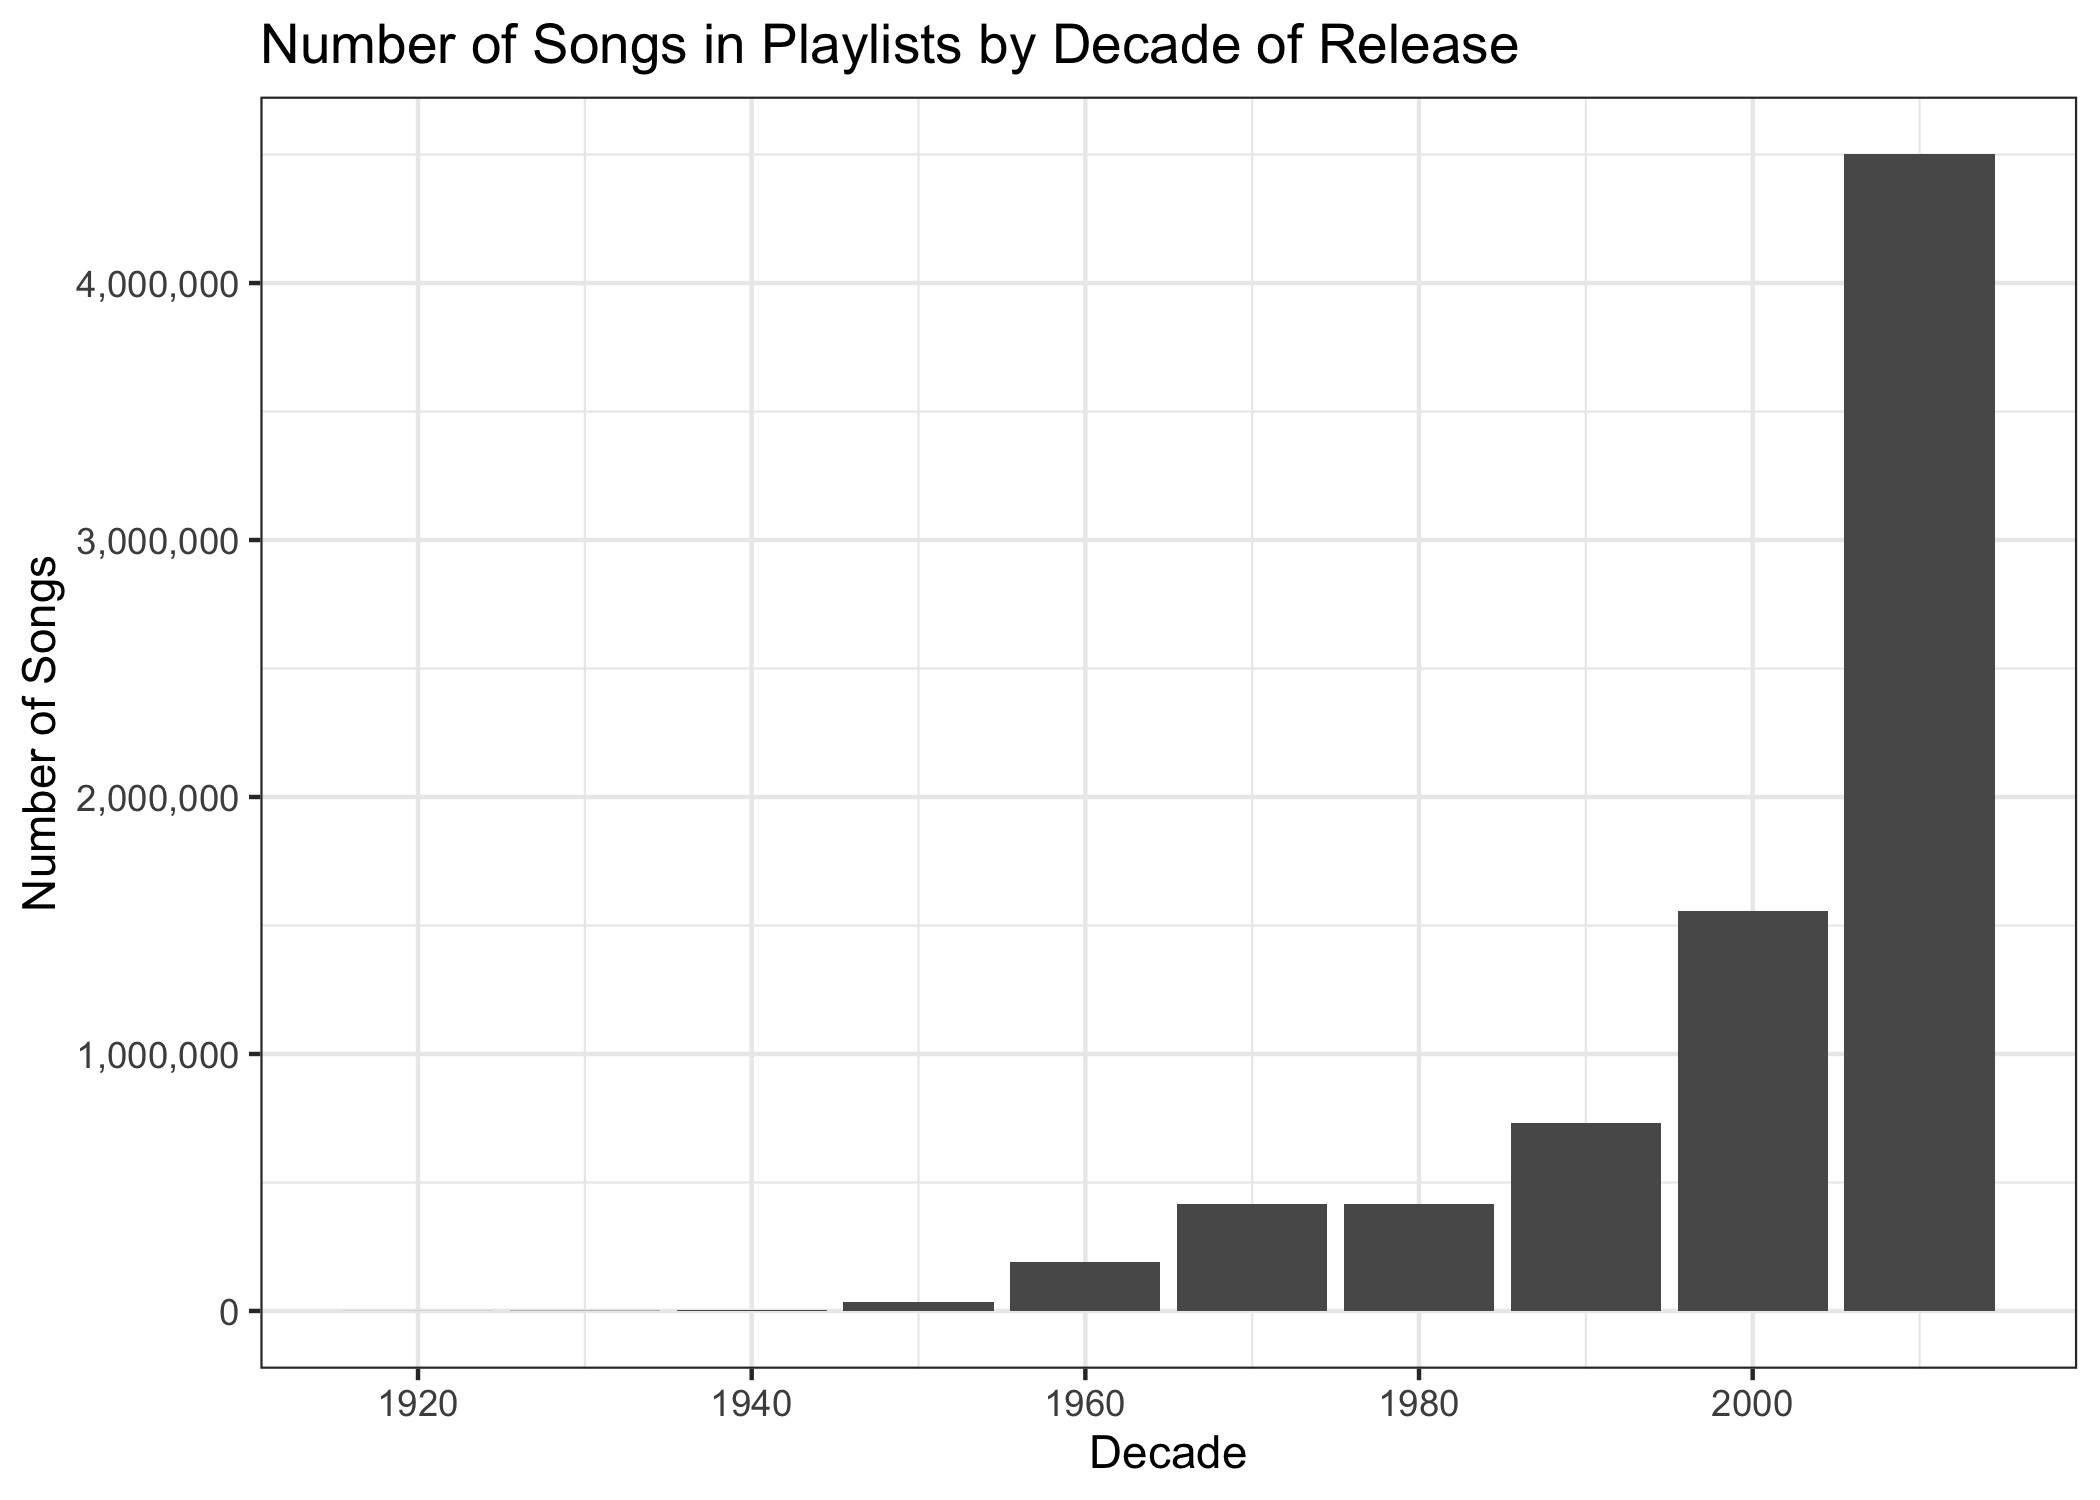 Number of Songs in Playlists by Decade of Release
Number of Songs
4,000,000
3,000,000
2,000,000
1,000,000
0
1920 1940 1960 1980 2000
Decade